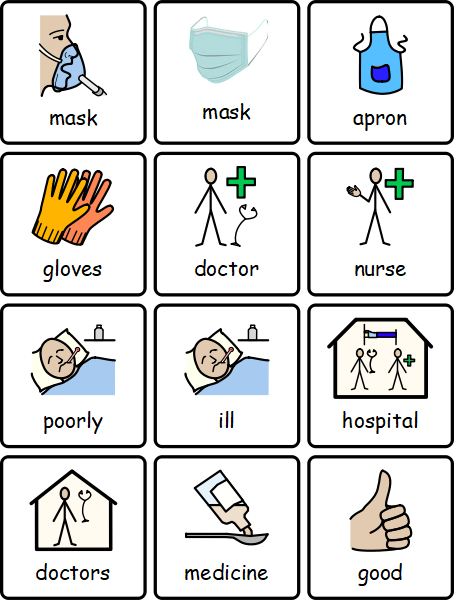 mask
mask
apron
gloves
doctor
nurse
poorly
ill
hospital
doctors
medicine
good